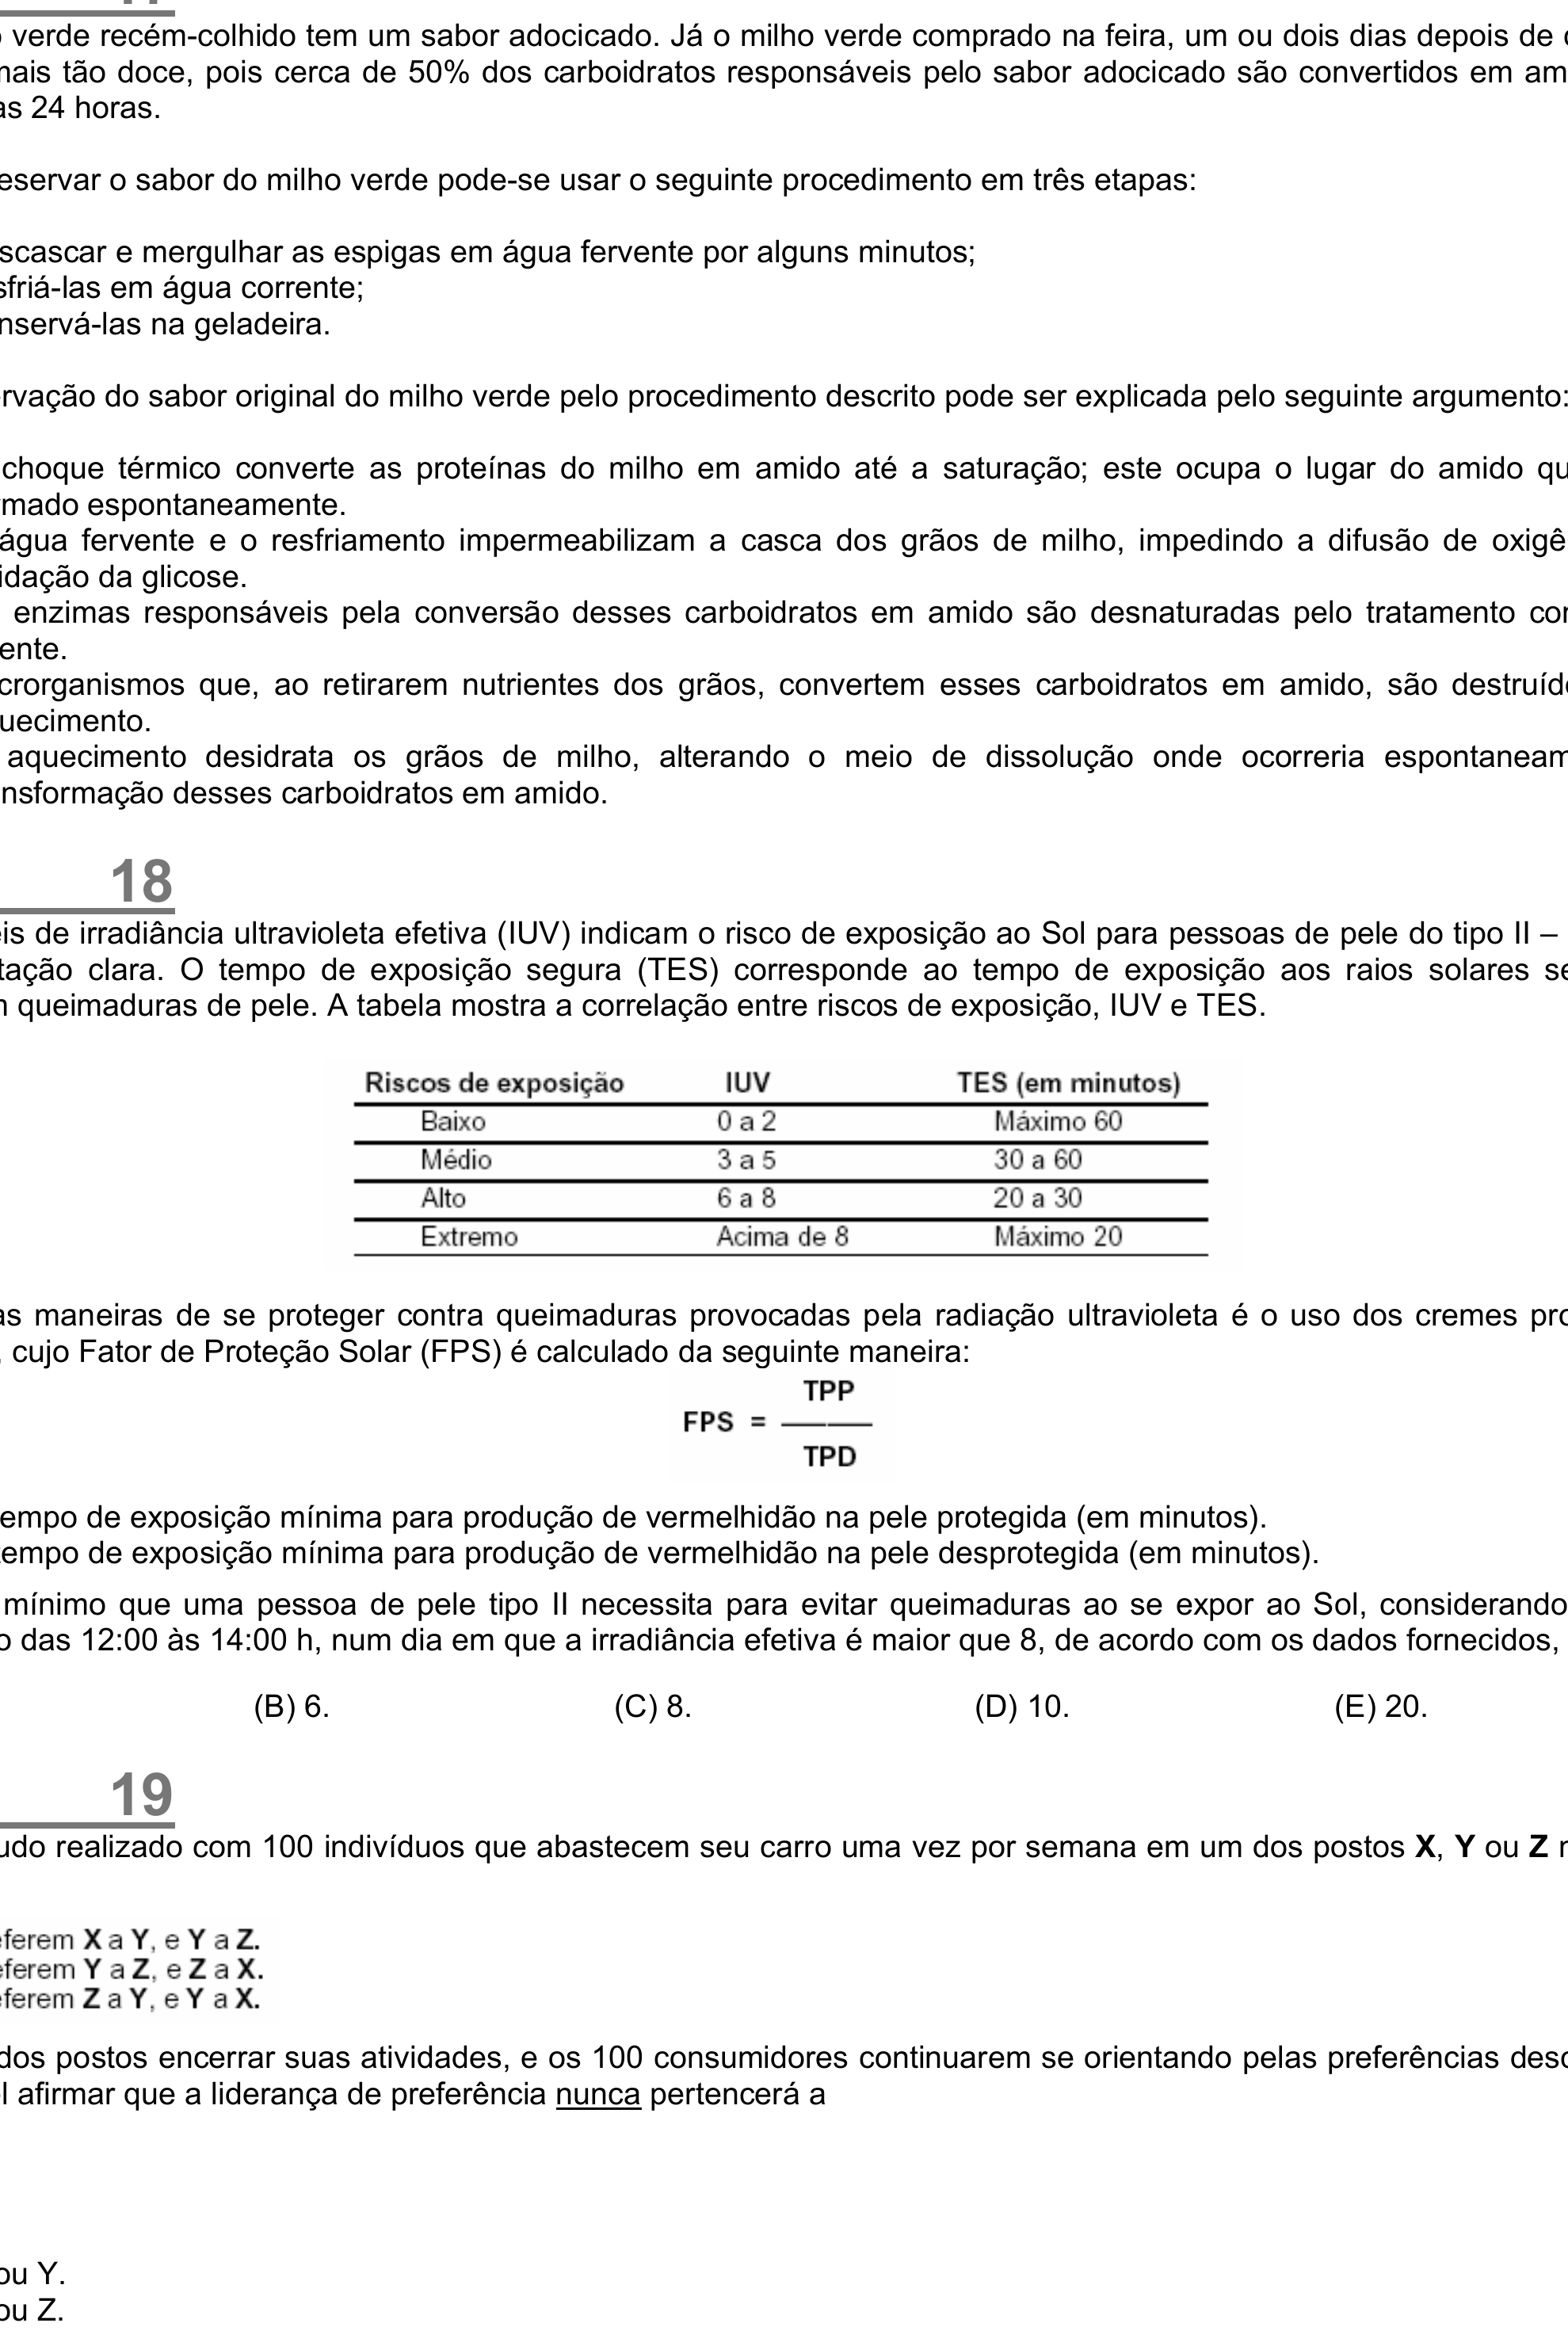 verde recém-colhido tem um sabor adocicado. Já o milho verde comprado na feira, um ou dois dias depois de
mais tão doce, pois cerca de 50% dos carboidratos responsáveis pelo sabor adocicado são convertidos em am
as 24 horas.
eservar o sabor do milho verde pode-se usar o seguinte procedimento em três etapas:
scascar e mergulhar as espigas em água fervente por alguns minutos;
sfriá-las em água corrente;
nservá-las na geladeira.
rvação do sabor original do milho verde pelo procedimento descrito pode ser explicada pelo seguinte argumento:
choque térmico converte as proteínas do milho em amido até a saturação; este ocupa o lugar do amido qu
mado espontaneamente.
água fervente e o resfriamento impermeabilizam a casca dos grãos de milho, impedindo a difusão de oxigê
idação da glicose.
enzimas responsáveis pela conversão desses carboidratos em amido são desnaturadas pelo tratamento co
ente.
crorganismos que, ao retirarem nutrientes dos grãos, convertem esses carboidratos em amido, são destruíd
uecimento.
aquecimento desidrata os grãos de milho, alterando o meio de dissolução onde ocorreria espontaneam
nsformação desses carboidratos em amido.
18
is de irradiância ultravioleta efetiva (IUV) indicam o risco de exposição ao Sol para pessoas de pele do tipo II –
tação clara. O tempo de exposição segura (TES) corresponde ao tempo de exposição aos raios solares se
queimaduras de pele. A tabela mostra a correlação entre riscos de exposição, IUV e TES.
Riscos de exposição IUV TES (em minutos)
Baixo 0 a 2 Máximo 60
Médio 3 a 5 30 a 60
Alto 6 a 8 20 a 30
Extremo Acima de 8 Máximo 20
as maneiras de se proteger contra queimaduras provocadas pela radiação ultravioleta é o uso dos cremes pro
, cujo Fator de Proteção Solar (FPS) é calculado da seguinte maneira:
TPP
FPS =
TPD
empo de exposição mínima para produção de vermelhidão na pele protegida (em minutos).
tempo de exposição mínima para produção de vermelhidão na pele desprotegida (em minutos).
mínimo que uma pessoa de pele tipo II necessita para evitar queimaduras ao se expor ao Sol, considerando
o das 12:00 às 14:00 h, num dia em que a irradiância efetiva é maior que 8, de acordo com os dados fornecidos,
(B) 6. (C) 8. (D) 10. (E) 20.
19
udo realizado com 100 indivíduos que abastecem seu carro uma vez por semana em um dos postos X, Y ou Z
eferem X a Y, e Y a Z.
eferem Y a Z, e Z a X.
eferem Z a Y, e Y a X.
dos postos encerrar suas atividades, e os 100 consumidores continuarem se orientando pelas preferências desc
l afirmar que a liderança de preferência nunca pertencerá a
ou Y.
ou Z.